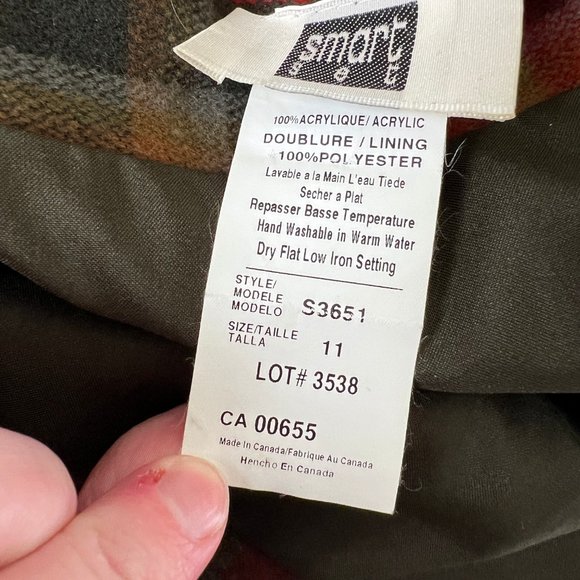 smart
set
100% ACRYLIQUE/ ACRYLIC
DOUBLURE / LINING
100%POLYESTER
Lavable a la Main L'eau Tiede
Secher a Plat
Repasser Basse Temperature
Hand Washable in Warm Water
Dry Flat Low Iron Setting
STYLE/
MODELE S3651
MODELO
SIZE/TAILLE
TALLA 11
LOT# 3538
CA 00655
Made In Canada/Fabrique Au Canada
Hencho En Canada